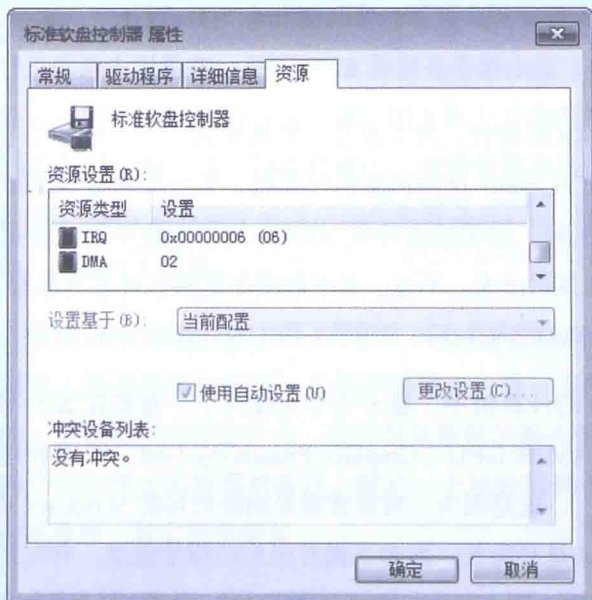 标准软盘控制器 属性
常规 驱动程序 详细信息 资源
标准软盘控制器
资源设置(R):
资源类型 设置
IRQ 0x00000006 (06)
DMA 02
设置基于(B): 当前配置
使用自动设置(U) 更改设置(C)...
冲突设备列表:
没有冲突。
确定 取消